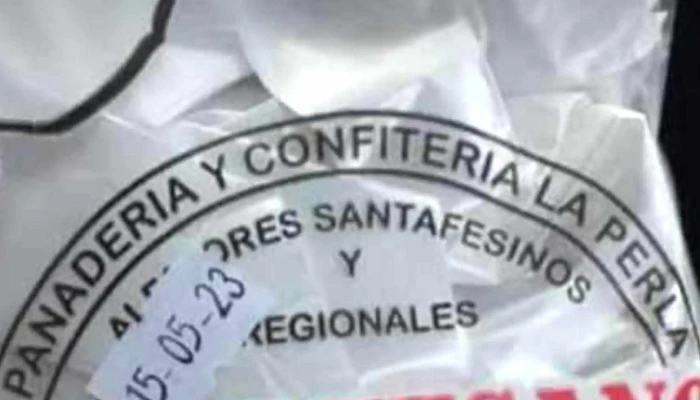 PANADERIA Y CONFITERIA LA PERLA
SANTAFESINOS
Y
REGIONALES
15-05-23